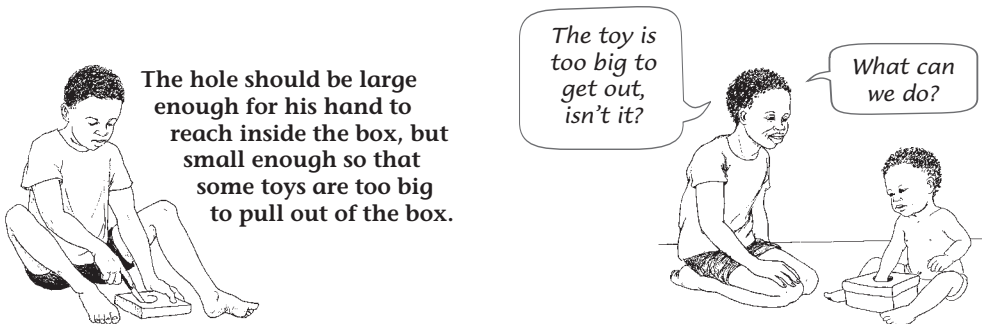 The hole should be large
enough for his hand to
reach inside the box, but
small enough so that
some toys are too big
to pull out of the box.
The toy is
too big to
get out,
isn't it?
What can
we do?